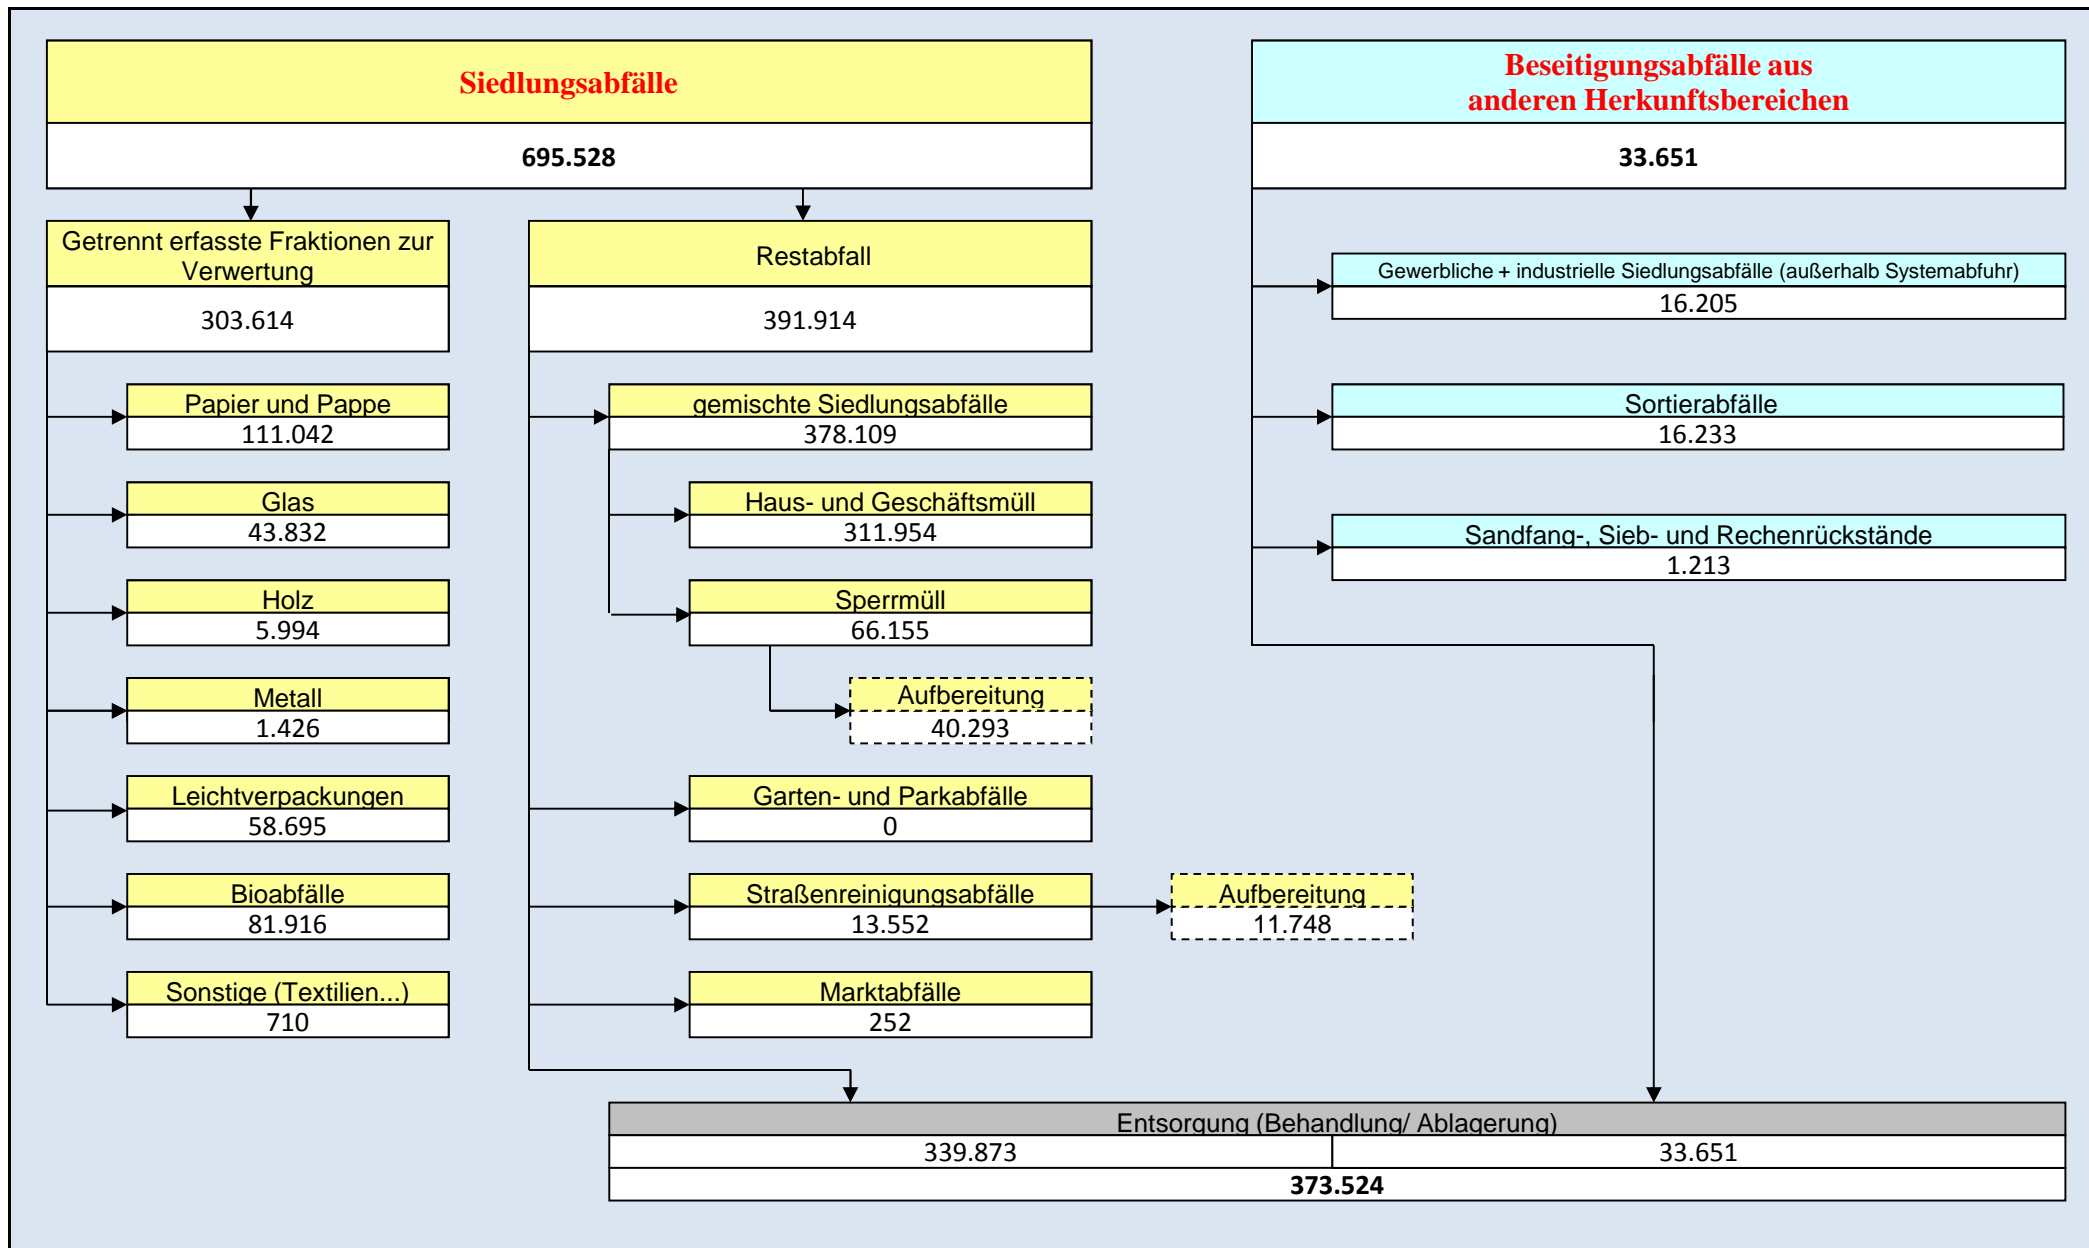 Siedlungsabfälle
695.528
Beseitigungsabfälle aus
anderen Herkunftsbereichen
33.651
Getrennt erfasste Fraktionen zur
Verwertung
303.614
Papier und Pappe
111.042
Glas
43.832
Holz
5.994
Metall
1.426
Leichtverpackungen
58.695
Bioabfälle
81.916
Sonstige (Textilien...)
710
Restabfall
391.914
gemischte Siedlungsabfälle
378.109
Haus- und Geschäftsmüll
311.954
Sperrmüll
66.155
Aufbereitung
40.293
Garten- und Parkabfälle
0
Straßenreinigungsabfälle
13.552
Aufbereitung
11.748
Marktabfälle
252
Gewerbliche + industrielle Siedlungsabfälle (außerhalb Systemabfuhr)
16.205
Sortierabfälle
16.233
Sandfang-, Sieb- und Rechenrückstände
1.213
Entsorgung (Behandlung/ Ablagerung)
339.873
33.651
373.524